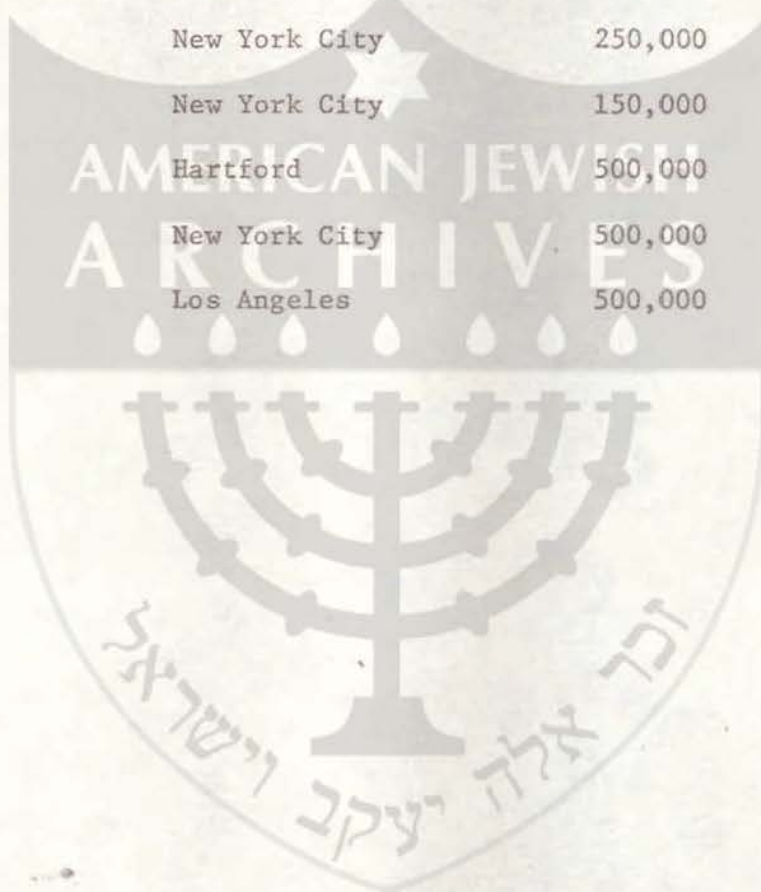 New York City 250,000
New York City 150,000
AMERICAN JEWISH
Hartford 500,000
ARCHIVES
New York City 500,000
Los Angeles 500,000
זכר אלה יעקב וישראל